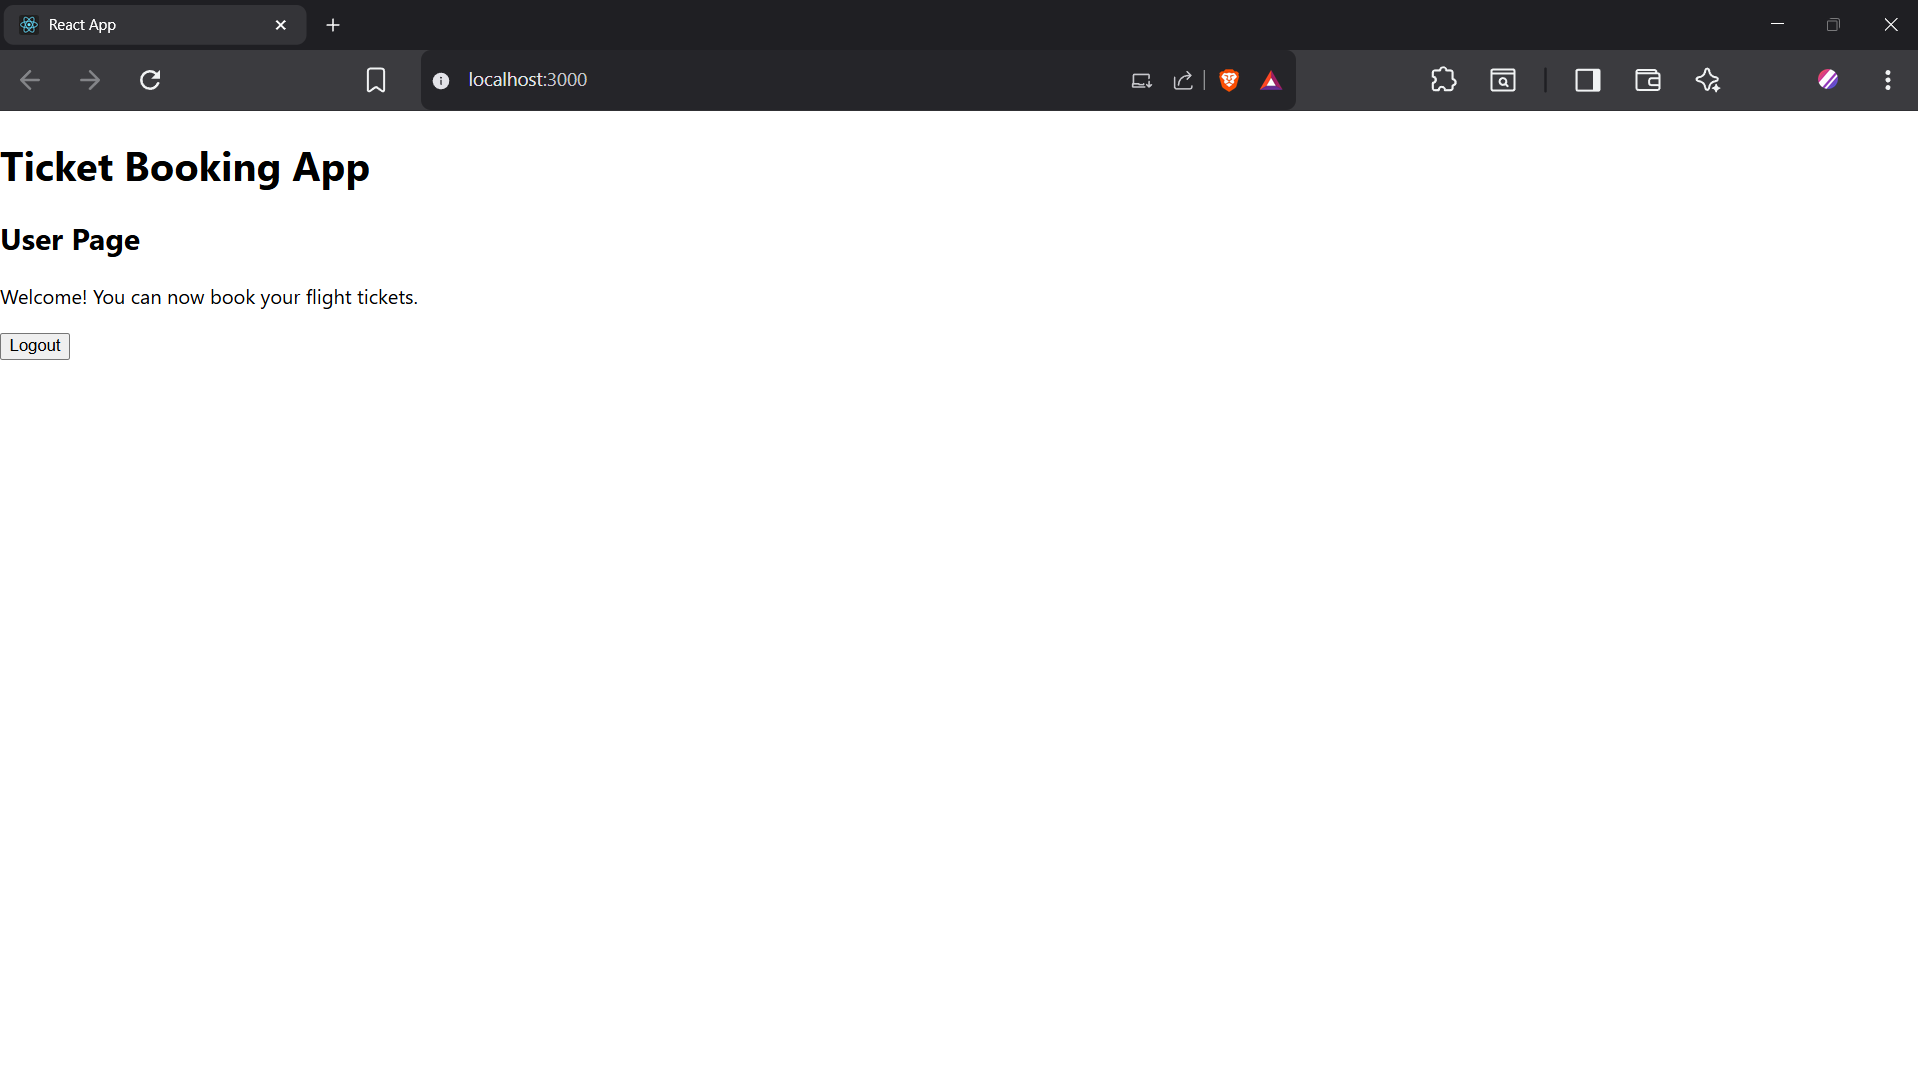 React App
localhost:3000
Ticket Booking App
User Page
Welcome! You can now book your flight tickets.
Logout